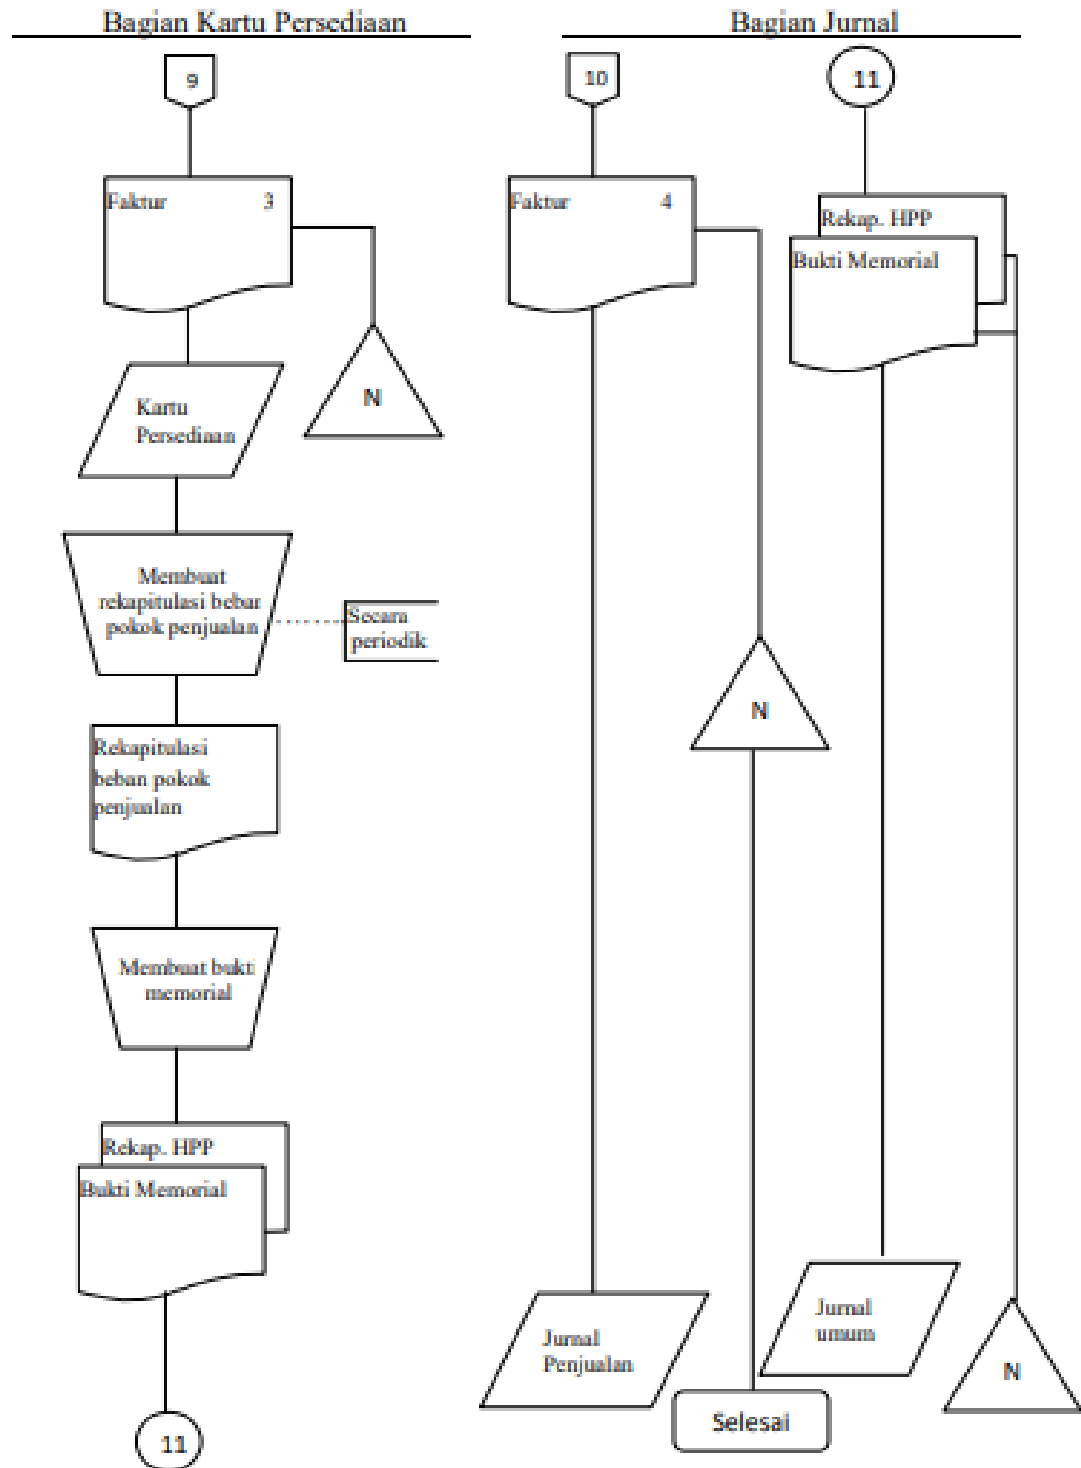 Bagian Kartu Persediaan
9
Faktur 3
N
Kartu
Persediaan
Membuat
rekapitulasi beban
pokok penjualan
Secara
periodik
Rekapitulasi
beban pokok
penjualan
Membuat bukti
memorial
Rekap. HPP
Bukti Memorial
11
Bagian Jurnal
10
Faktur 4
N
Jurnal
Penjualan
Selesai
11
Rekap. HPP
Bukti Memorial
Jurnal
umum
N